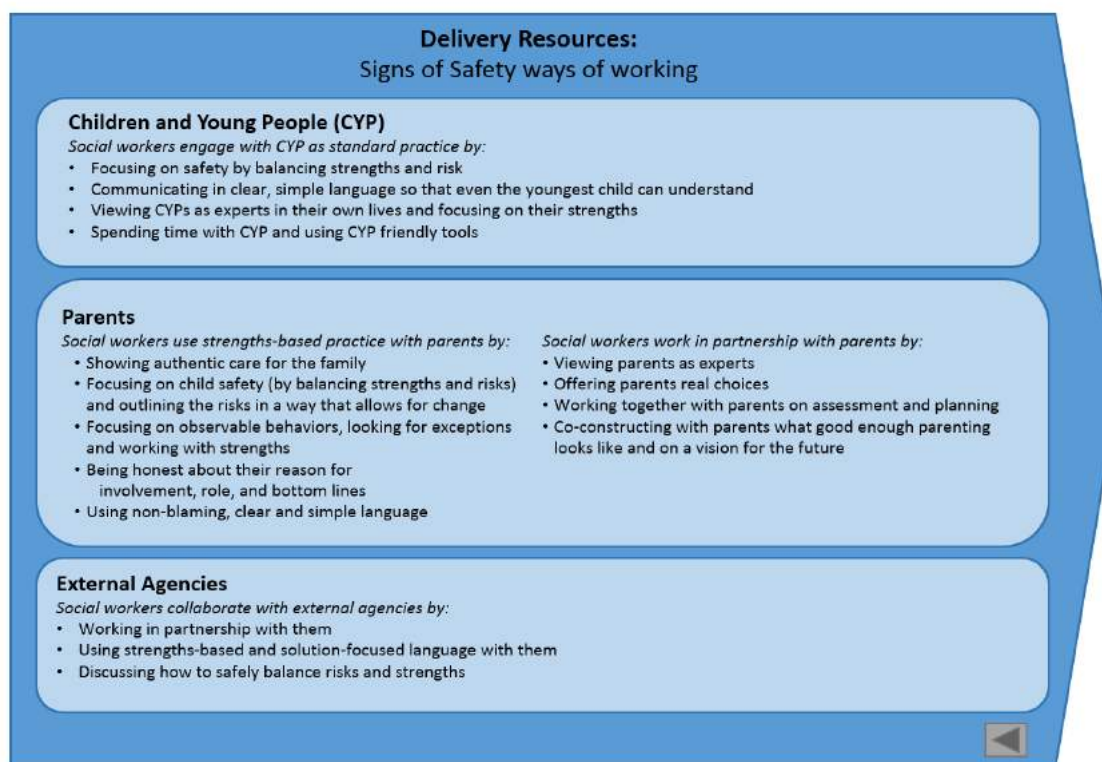 Delivery Resources:
Signs of Safety ways of working
Children and Young People (CYP)
Social workers engage with CYP as standard practice by:
• Focusing on safety by balancing strengths and risk
• Communicating in clear, simple language so that even the youngest child can understand
• Viewing CYPs as experts in their own lives and focusing on their strengths
• Spending time with CYP and using CYP friendly tools
Parents
Social workers use strengths-based practice with parents by:
• Showing authentic care for the family
• Focusing on child safety (by balancing strengths and risks)
and outlining the risks in a way that allows for change
• Focusing on observable behaviors, looking for exceptions
and working with strengths
• Being honest about their reason for
involvement, role, and bottom lines
• Using non-blaming, clear and simple language
Social workers work in partnership with parents by:
• Viewing parents as experts
• Offering parents real choices
• Working together with parents on assessment and planning
• Co-constructing with parents what good enough parenting
looks like and on a vision for the future
External Agencies
Social workers collaborate with external agencies by:
• Working in partnership with them
• Using strengths-based and solution-focused language with them
• Discussing how to safely balance risks and strengths